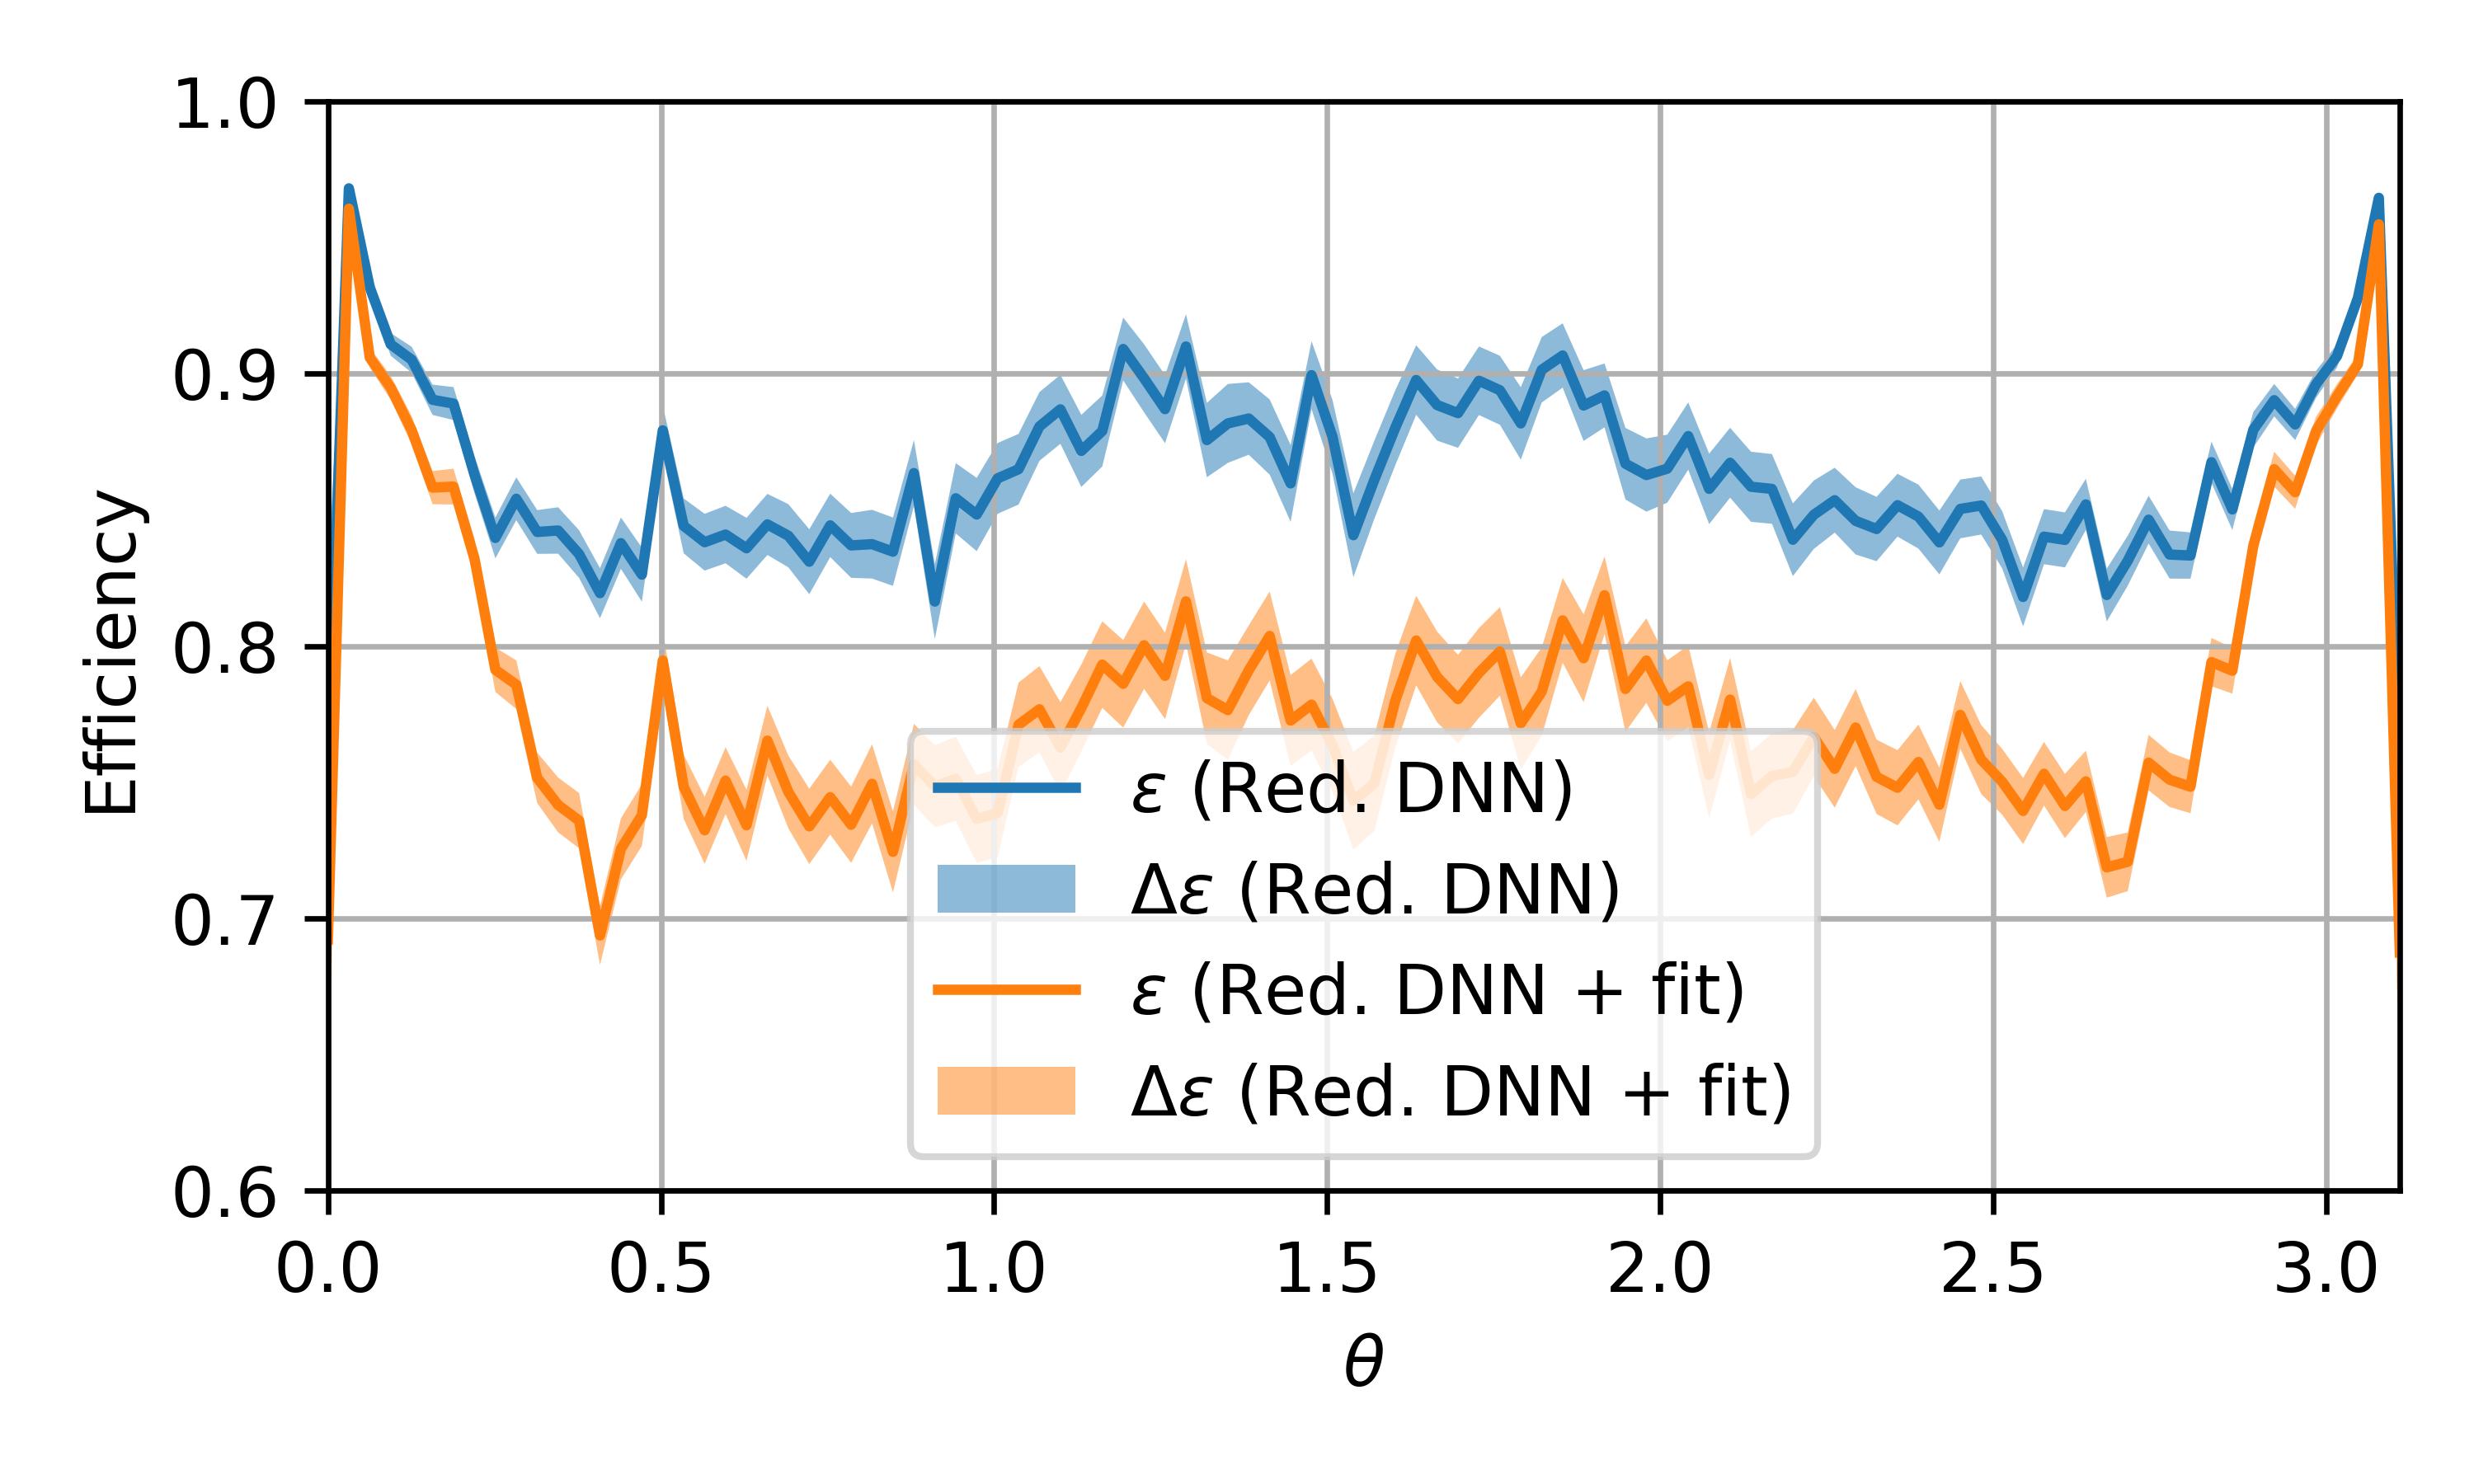 1.0
0.9
0.8
0.7
0.6
Efficiency
ε (Red. DNN)
Δε (Red. DNN)
ε (Red. DNN + fit)
Δε (Red. DNN + fit)
0.0 0.5 1.0 1.5 2.0 2.5 3.0
θ